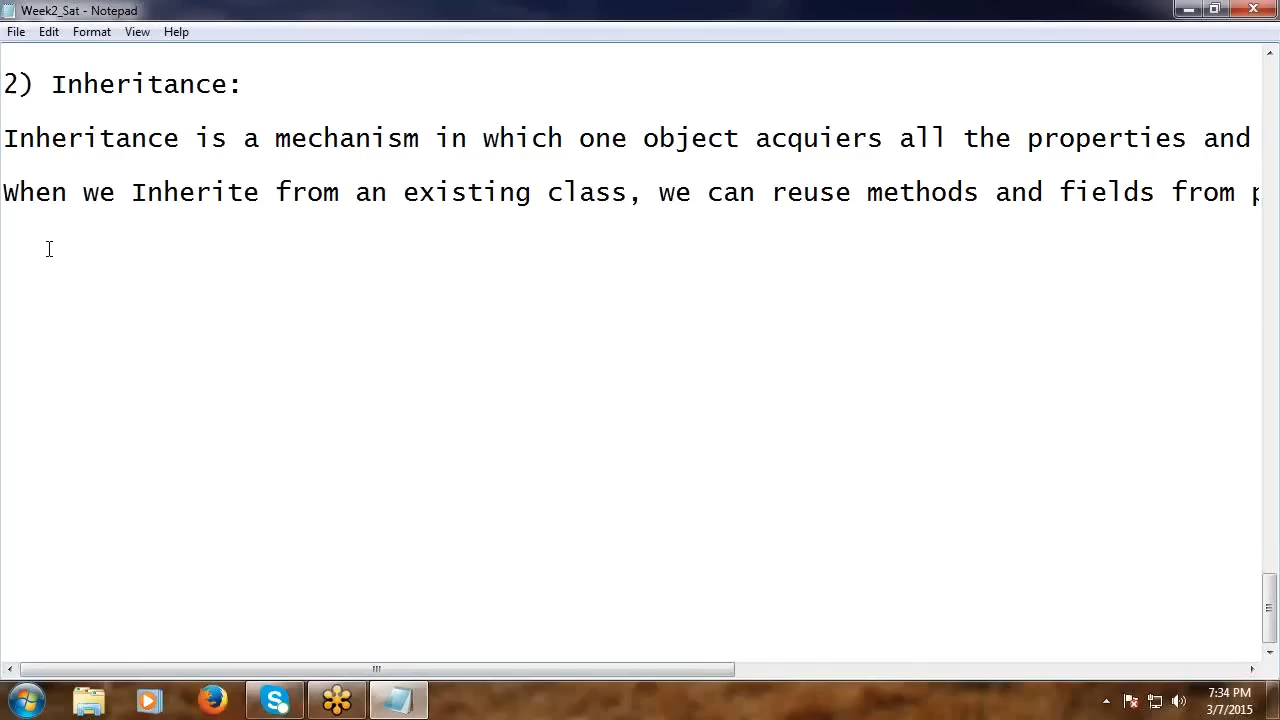 Week2_Sat - Notepad
File Edit Format View Help
2) Inheritance:
Inheritance is a mechanism in which one object acquiers all the properties and
When we Inherite from an existing class, we can reuse methods and fields from
7:34 PM
3/7/2015